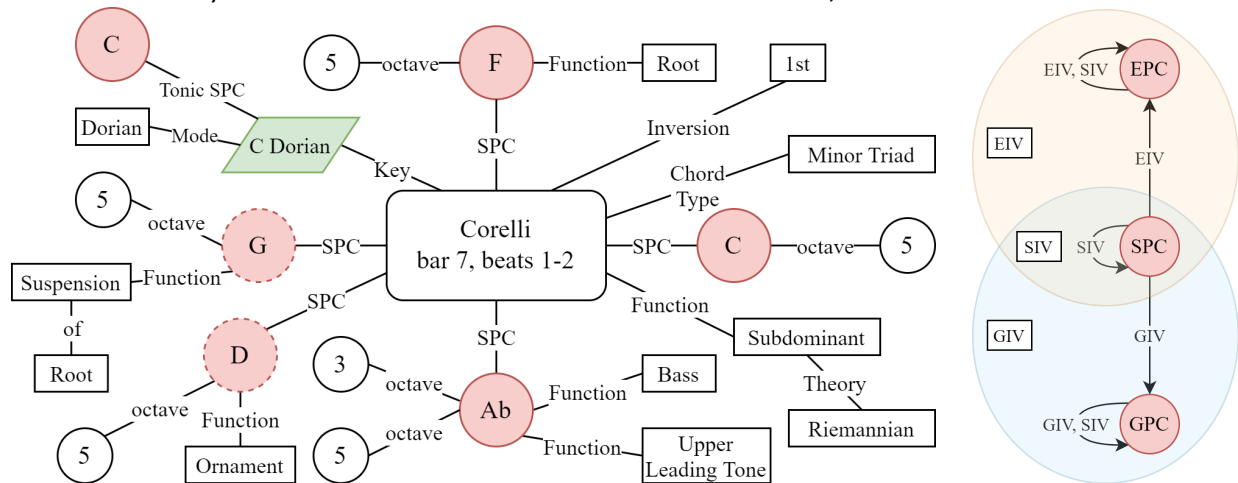 C
Tonic SPC
Dorian
Mode
C Dorian
Key
5
octave
F
Function
Root
SPC
1st
Inversion
Minor Triad
Chord
Type
5
octave
G
SPC
Suspension
Function
of
Root
Corelli
bar 7, beats 1-2
SPC
C
octave
5
SPC
D
octave
5
Function
Ornament
SPC
3
octave
Ab
octave
5
Function
Bass
Function
Upper
Leading Tone
Function
Subdominant
Theory
Riemannian
EIV, SIV
EPC
EIV
EIV
SIV
SIV
SPC
GIV
GIV
GIV, SIV
GPC